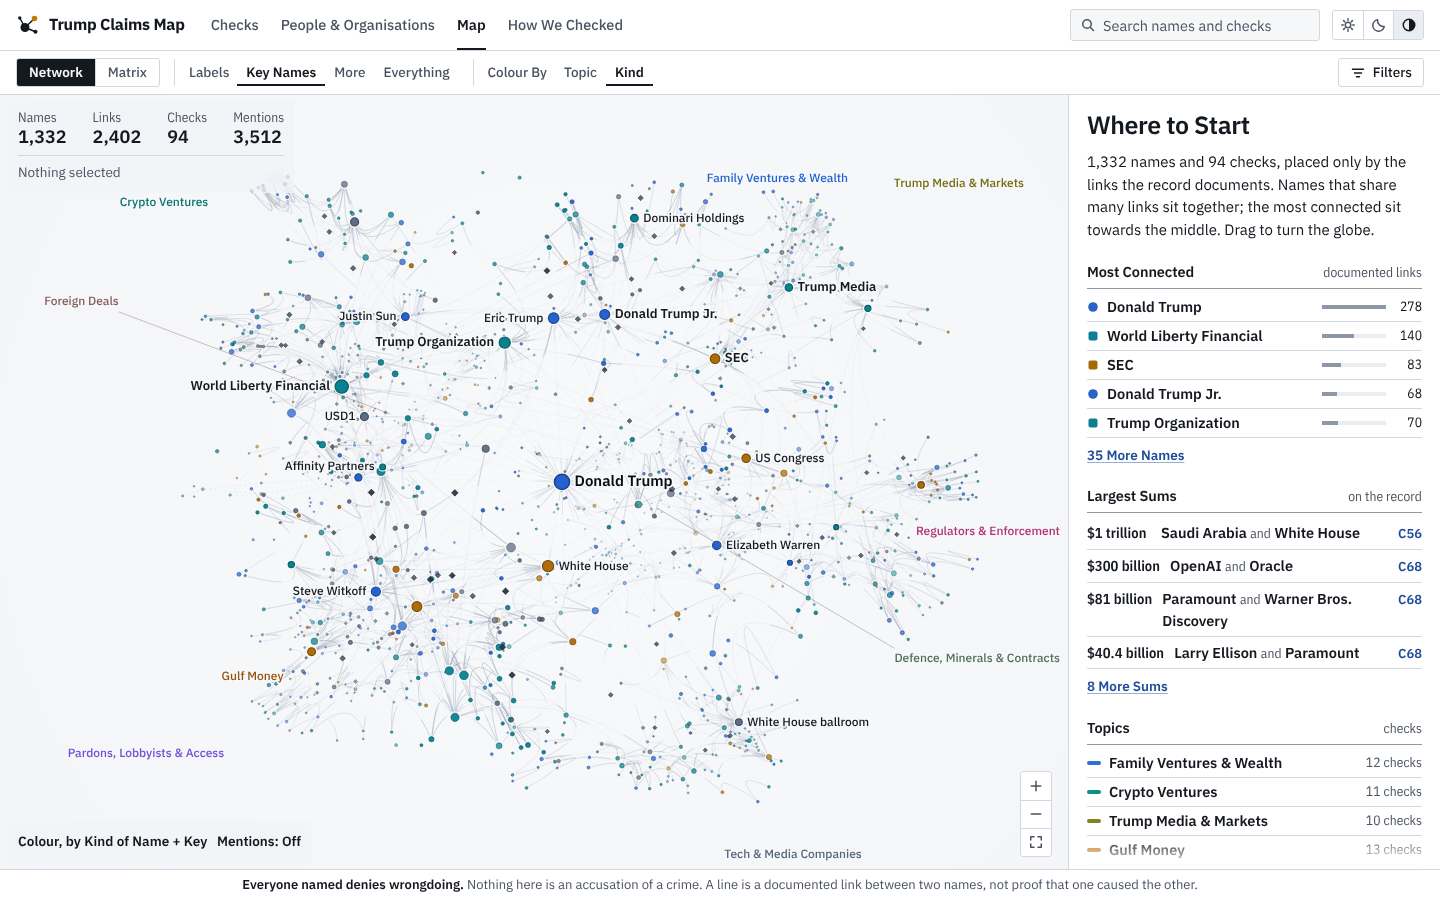 Trump Claims Map
Checks
People & Organisations
Map
How We Checked
Search names and checks
Network
Matrix
Labels
Key Names
More
Everything
Colour By
Topic
Kind
Filters
Names
Links
Checks
Mentions
1,332
2,402
94
3,512
Nothing selected
Crypto Ventures
Family Ventures & Wealth
Trump Media & Markets
Dominari Holdings
Trump Media
Foreign Deals
Justin Sun
Eric Trump
Donald Trump Jr.
Trump Organization
SEC
World Liberty Financial
USD1
Affinity Partners
US Congress
Donald Trump
Regulators & Enforcement
Elizabeth Warren
White House
Steve Witkoff
Defence, Minerals & Contracts
Gulf Money
White House ballroom
Pardons, Lobbyists & Access
Colour, by Kind of Name + Key
Mentions: Off
Tech & Media Companies
Where to Start
1,332 names and 94 checks, placed only by the
links the record documents. Names that share
many links sit together; the most connected sit
towards the middle. Drag to turn the globe.
Most Connected
documented links
Donald Trump 278
World Liberty Financial 140
SEC 83
Donald Trump Jr. 68
Trump Organization 70
35 More Names
Largest Sums
on the record
$1 trillion Saudi Arabia and White House C56
$300 billion OpenAI and Oracle C68
$81 billion Paramount and Warner Bros. C68
Discovery
$40.4 billion Larry Ellison and Paramount C68
8 More Sums
Topics
checks
Family Ventures & Wealth 12 checks
Crypto Ventures 11 checks
Trump Media & Markets 10 checks
Gulf Money 13 checks
Everyone named denies wrongdoing. Nothing here is an accusation of a crime. A line is a documented link between two names, not proof that one caused the other.